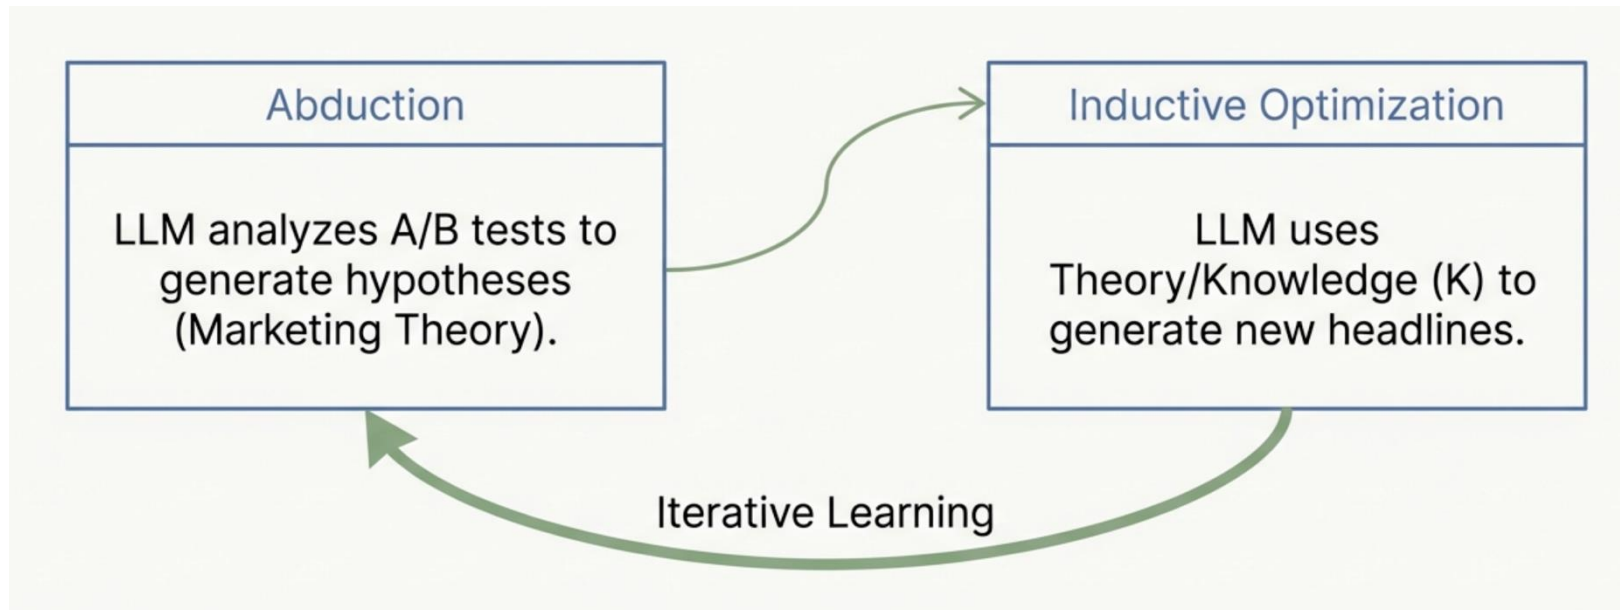 Abduction
LLM analyzes A/B tests to
generate hypotheses
(Marketing Theory).
Inductive Optimization
LLM uses
Theory/Knowledge (K) to
generate new headlines.
Iterative Learning